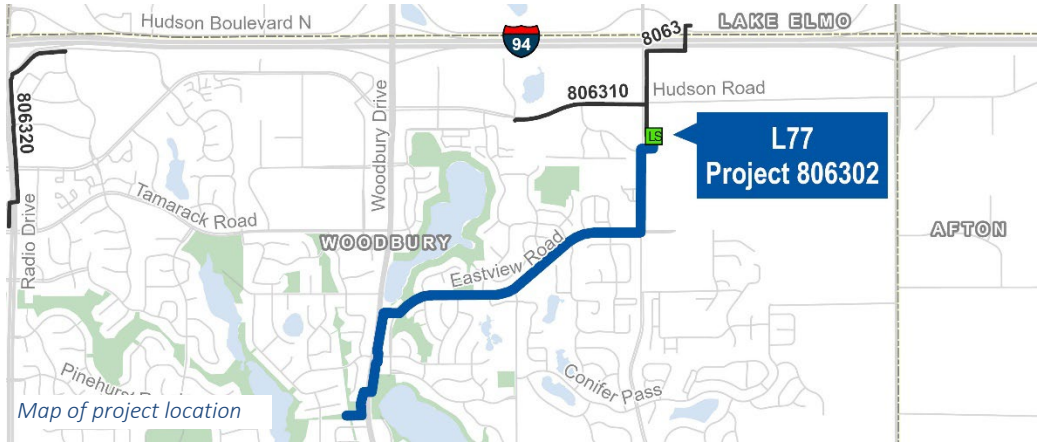 Hudson Boulevard N
LAKE ELMO
94
8063
806310
Hudson Road
806320
Woodbury Drive
LS
L77
Project 806302
Tamarack Road
Radio Drive
WOODBURY
AFTON
Eastview Road
Pinehurst
Conifer Pass
Map of project location